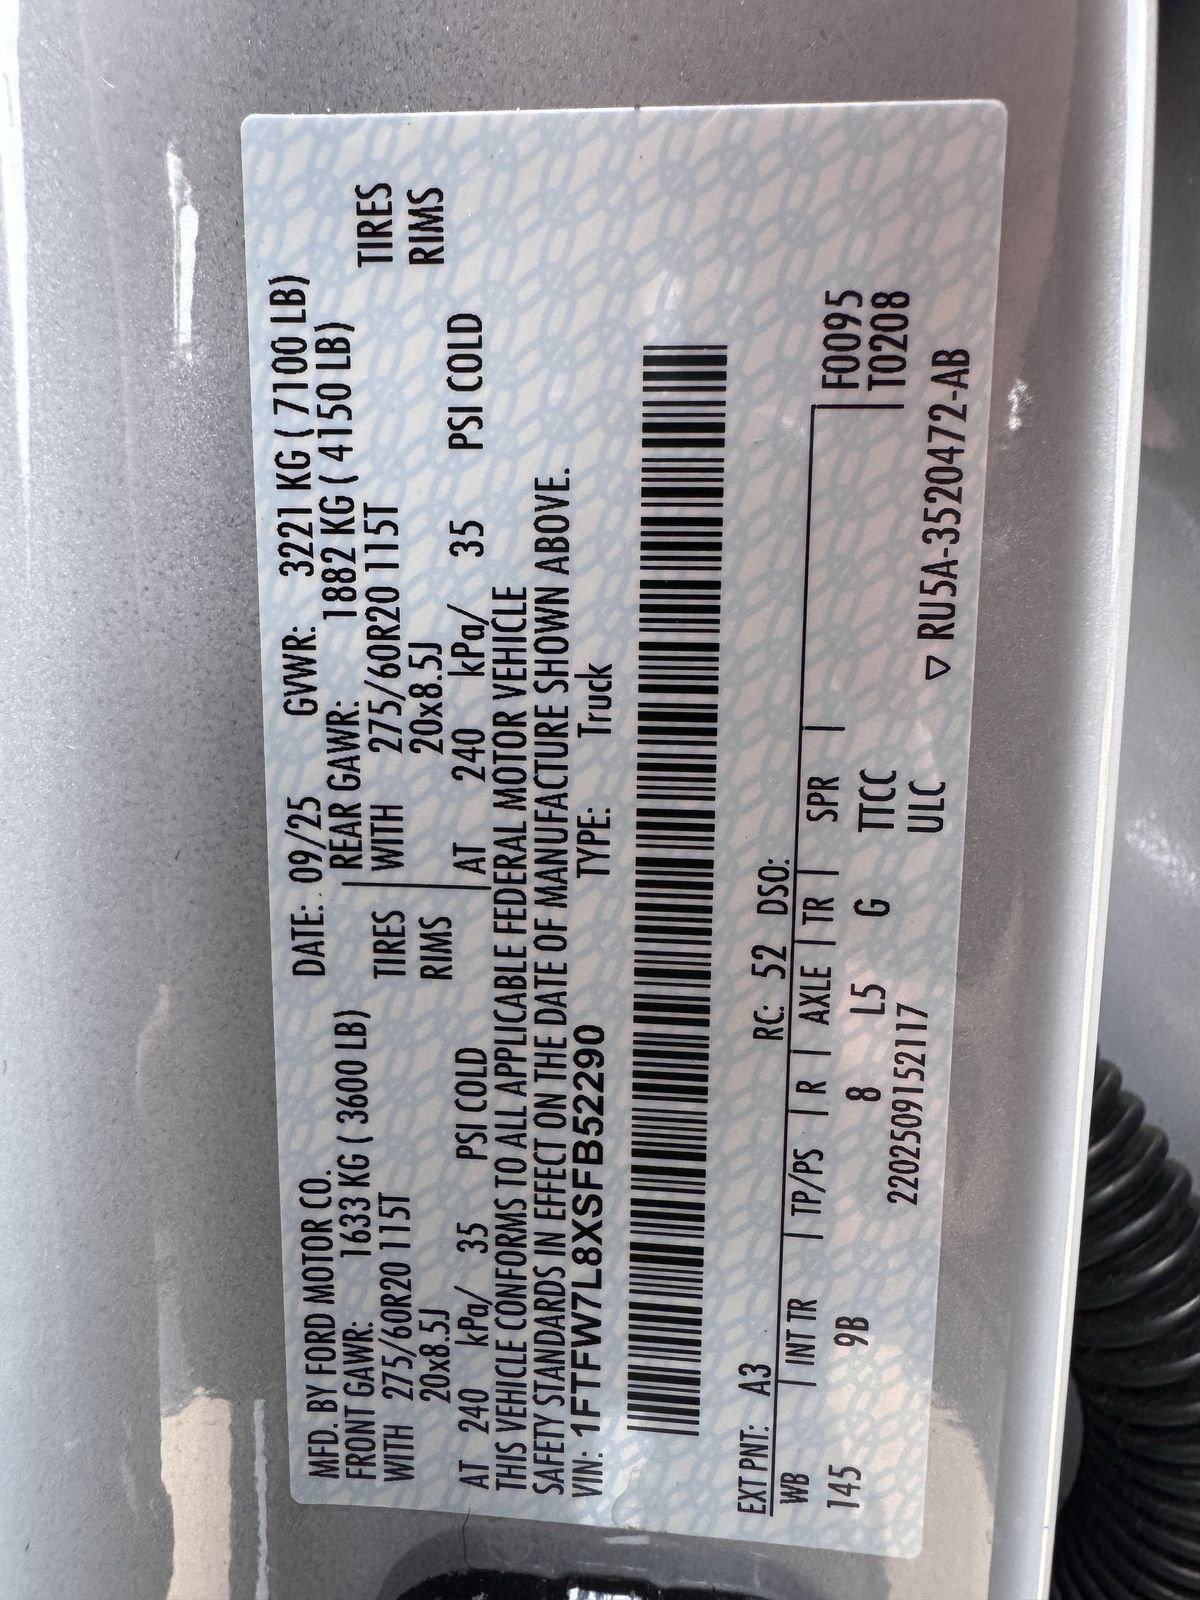 MFD. BY FORD MOTOR CO. DATE: 09/25 GVWR: 3221 KG ( 7100 LB)
FRONT GAWR: 1633 KG ( 3600 LB) REAR GAWR: 1882 KG ( 4150 LB)
WITH 275/60R20 115T TIRES WITH 275/60R20 115T TIRES
20x8.5J RIMS 20x8.5J RIMS
AT 240 kPa/ 35 PSI COLD AT 240 kPa/ 35 PSI COLD
THIS VEHICLE CONFORMS TO ALL APPLICABLE FEDERAL MOTOR VEHICLE
SAFETY STANDARDS IN EFFECT ON THE DATE OF MANUFACTURE SHOWN ABOVE.
VIN: 1FTFW7L8XSFB52290 TYPE: Truck
EXT PNT: A3 RC: 52 DSO:
WB | INT TR | TP/PS | R | AXLE | TR | SPR | F0095
145 9B 8 L5 G TTCC T0208
8
2202509152117 ULC
▽ RU5A-3520472-AB